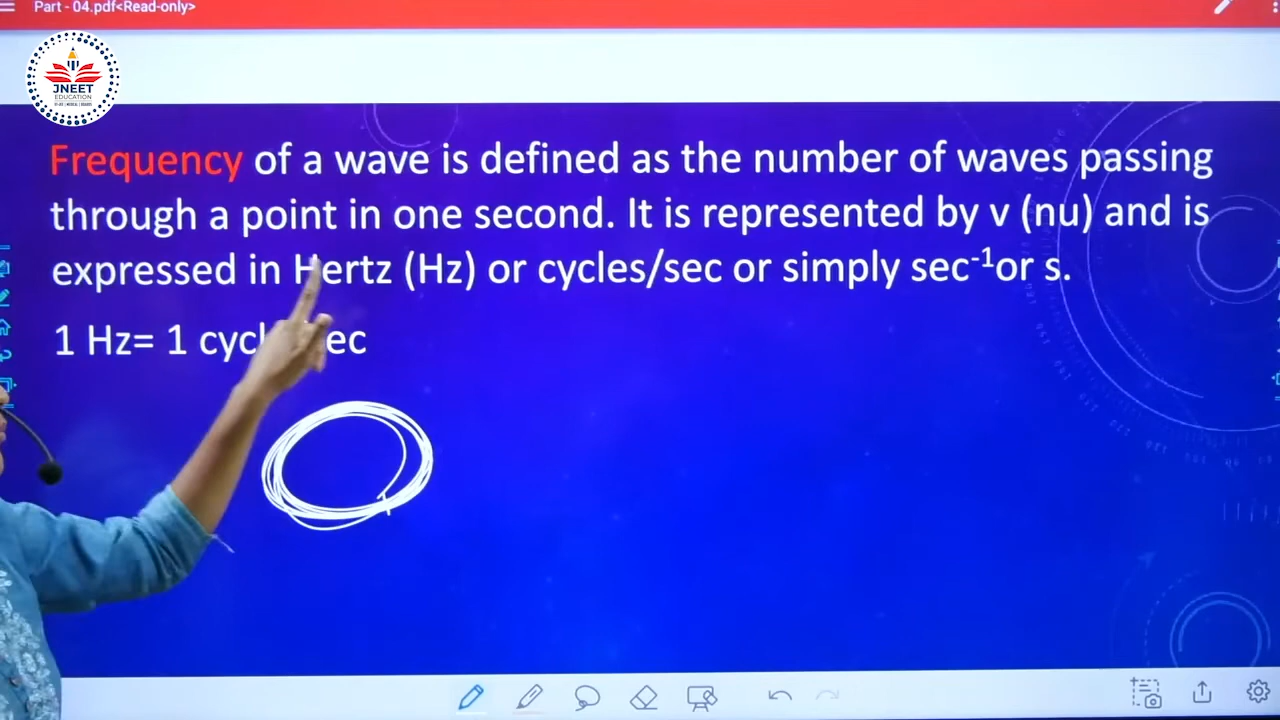 Part - 04.pdf<Read-only>
JNEET
EDUCATION
Frequency of a wave is defined as the number of waves passing
through a point in one second. It is represented by ν (nu) and is
expressed in Hertz (Hz) or cycles/sec or simply sec⁻¹or s.
1 Hz= 1 cycl ec